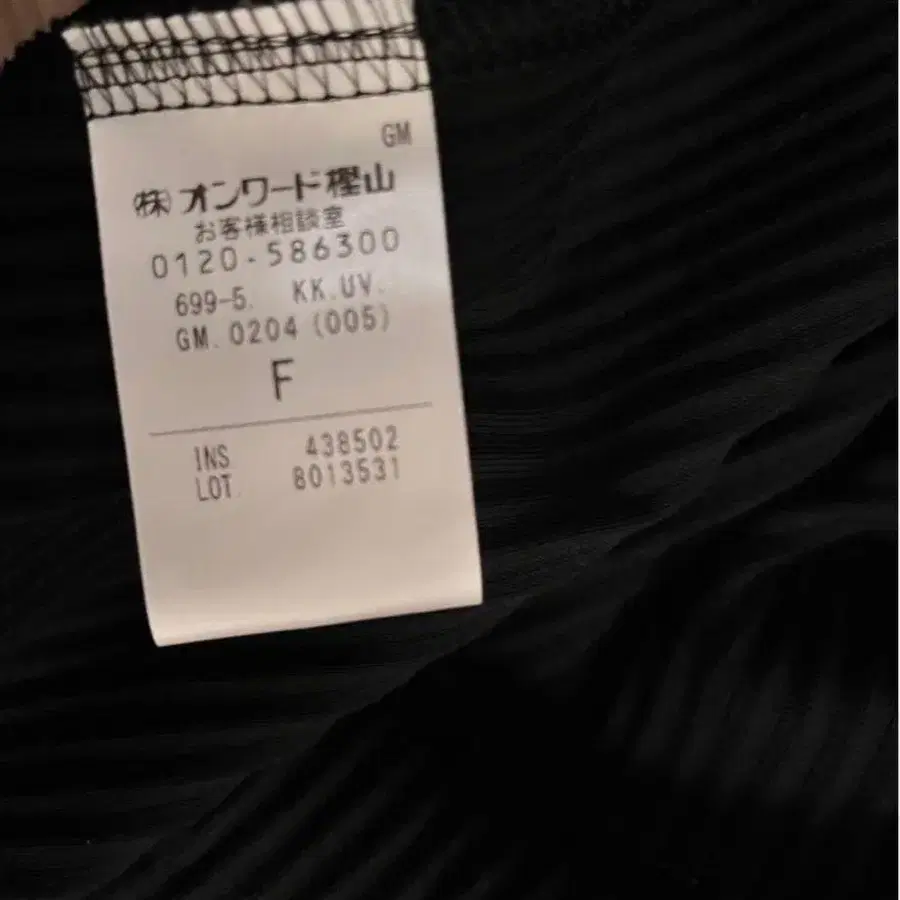 GM
㈱オンワード樫山
お客様相談室
0120-586300
699-5. KK.UV.
GM.0204(005)
F
INS 438502
LOT. 8013531